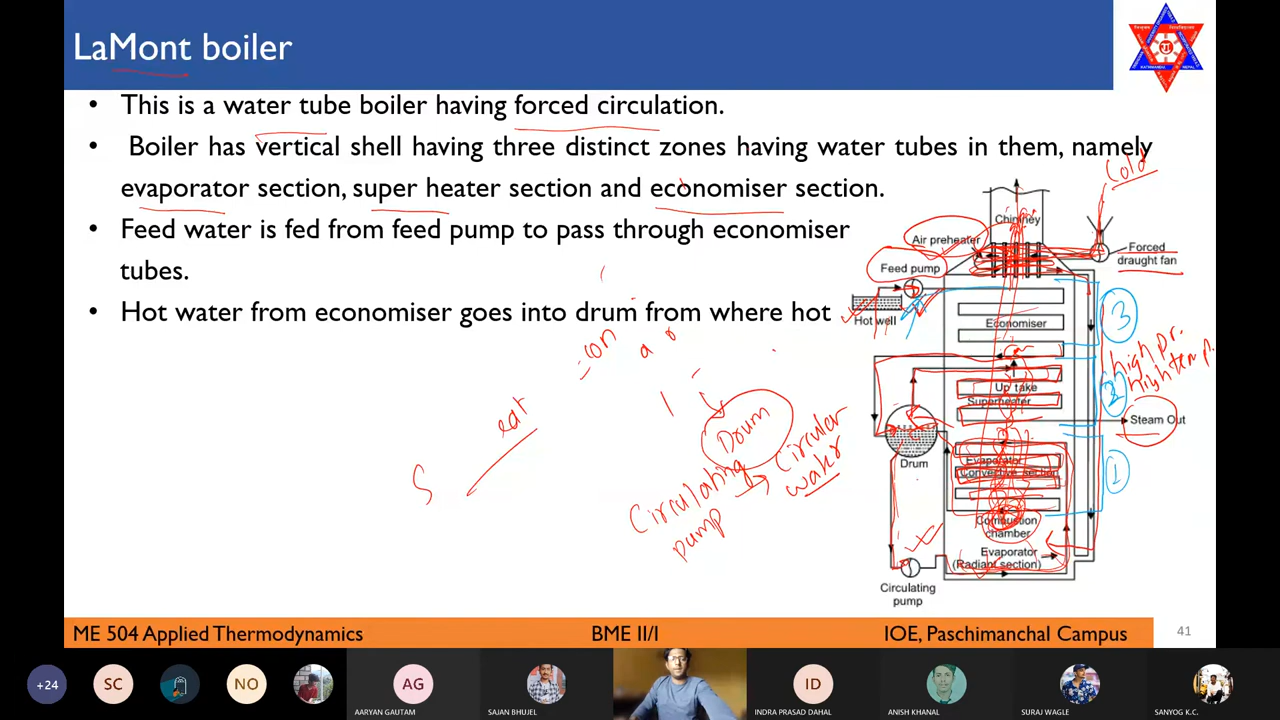 LaMont boiler
• This is a water tube boiler having forced circulation.
• Boiler has vertical shell having three distinct zones having water tubes in them, namely
evaporator section, super heater section and economiser section.
• Feed water is fed from feed pump to pass through economiser
tubes.
• Hot water from economiser goes into drum from where hot
Cold
Chimney
Air preheater
Forced
draught fan
Feed pump
Hot well
Economiser
3
high pr.
high temp.
Up take
Superheater
2
Steam Out
Drum
Evaporator
Convective section
1
Combustion
chamber
Evaporator
(Radiant section)
Circulating
pump
on
a
eat
S
Drum
Circulating
pump
Circular
water
ME 504 Applied Thermodynamics
BME II/I
IOE, Paschimanchal Campus
41
+24
SC
NO
AG
ID
AARYAN GAUTAM
SAJAN BHUJEL
INDRA PRASAD DAHAL
ANISH KHANAL
SURAJ WAGLE
SANYOG K.C.